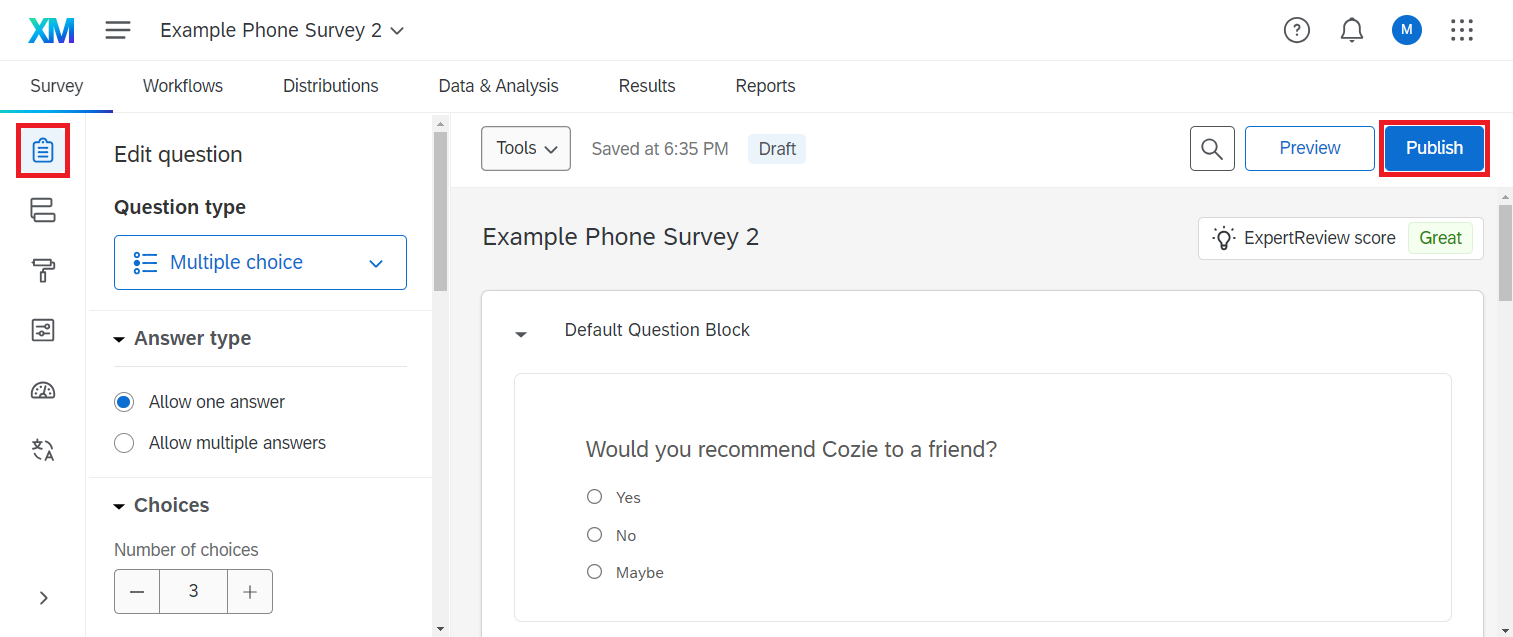 XM Example Phone Survey 2 ? M
Survey Workflows Distributions Data & Analysis Results Reports
Edit question
Tools Saved at 6:35 PM Draft Preview Publish
Question type
Multiple choice
Example Phone Survey 2 ExpertReview score Great
Answer type
Allow one answer
Allow multiple answers
Choices
Number of choices
− 3 +
Default Question Block
Would you recommend Cozie to a friend?
Yes
No
Maybe
文A